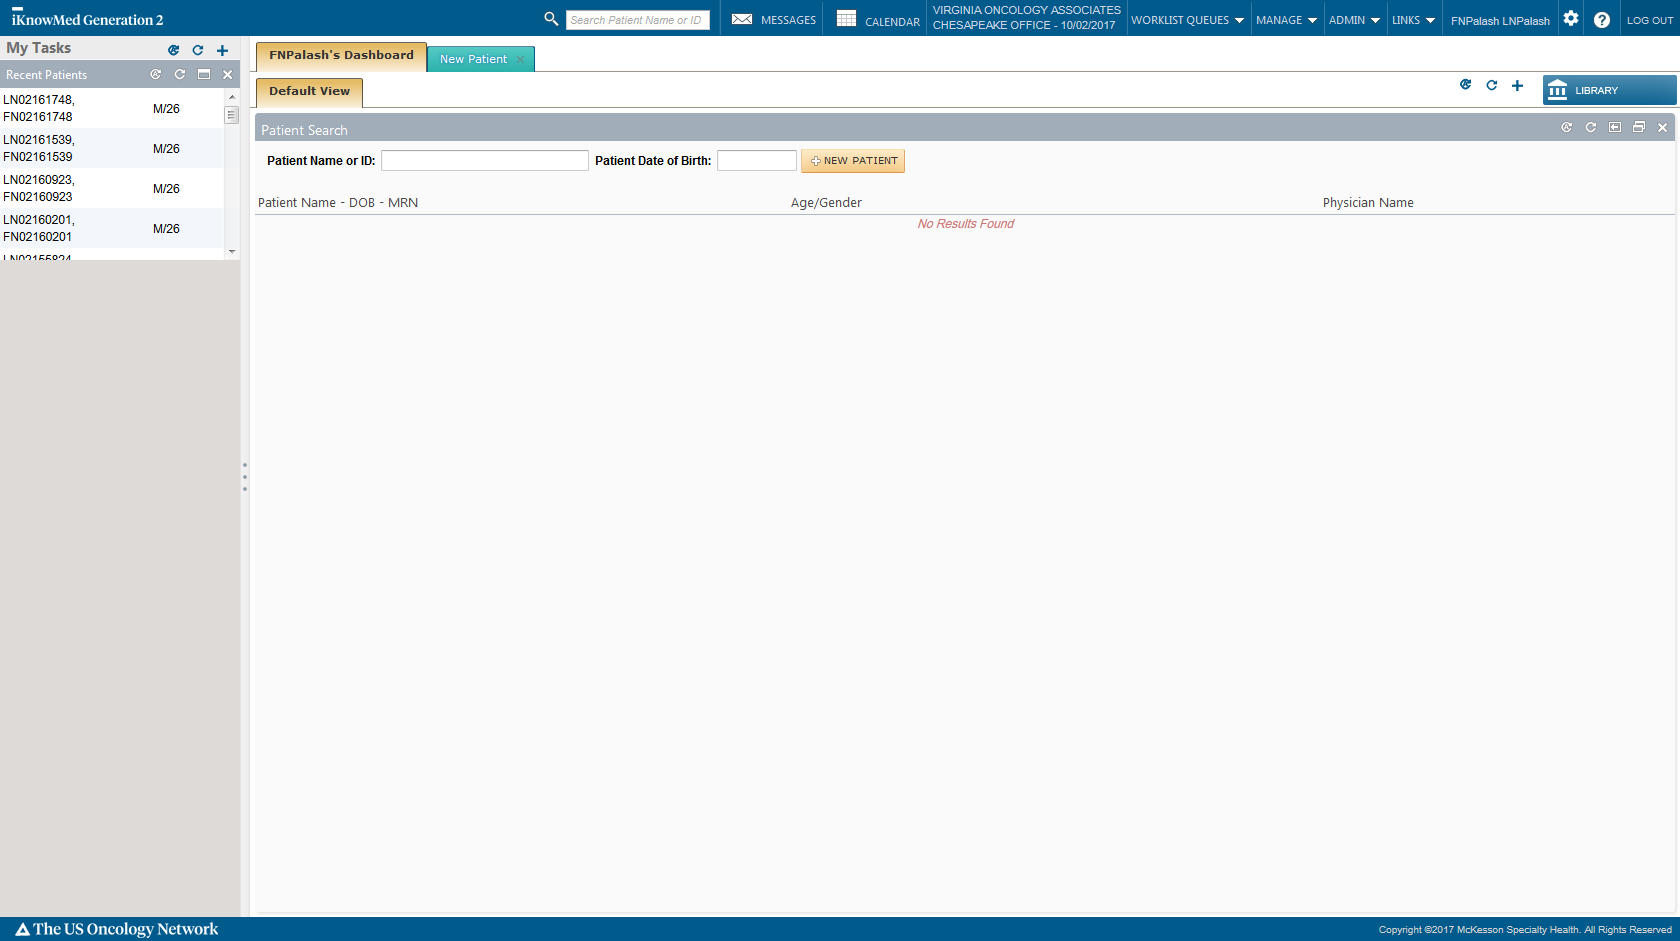 iKnowMed Generation 2
Search Patient Name or ID
MESSAGES
CALENDAR
VIRGINIA ONCOLOGY ASSOCIATES
CHESAPEAKE OFFICE - 10/02/2017
WORKLIST QUEUES
MANAGE
ADMIN
LINKS
FNPalash LNPalash
LOG OUT
My Tasks
Recent Patients
LN02161748,
FN02161748
M/26
LN02161539,
FN02161539
M/26
LN02160923,
FN02160923
M/26
LN02160201,
FN02160201
M/26
LN02155824
FNPalash's Dashboard
New Patient
Default View
LIBRARY
Patient Search
Patient Name or ID:
Patient Date of Birth:
NEW PATIENT
Patient Name - DOB - MRN
Age/Gender
Physician Name
No Results Found
The US Oncology Network
Copyright ©2017 McKesson Specialty Health. All Rights Reserved